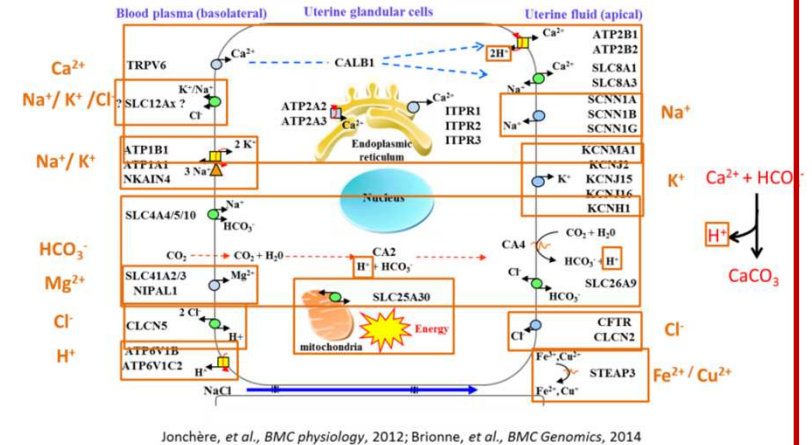 Blood plasma (basolateral)
Uterine glandular cells
Uterine fluid (apical)
Ca²⁺
TRPV6
Ca²⁺
CALB1
2H⁺
Ca²⁺
ATP2B1
ATP2B2
Ca²⁺
SLC8A1
SLC8A3
Na⁺
Na⁺/ K⁺ /Cl⁻
? SLC12Ax ?
K⁺/Na⁺
Cl⁻
ATP2A2
ATP2A3
Ca²⁺
Ca²⁺
ITPR1
ITPR2
ITPR3
Endoplasmic
reticulum
SCNN1A
SCNN1B
SCNN1G
Na⁺
Na⁺
Na⁺/ K⁺
ATP1B1
ATP1A1
NKAIN4
2 K⁺
3 Na⁺
KCNMA1
KCNJ2
KCNJ15
KCNJ16
KCNH1
K⁺
K⁺
Ca²⁺ + HCO₃⁻
H⁺
CaCO₃
Nucleus
SLC4A4/5/10
Na⁺
HCO₃⁻
HCO₃⁻
CO₂
CO₂ + H₂0
CA2
H⁺ + HCO₃⁻
CA4
CO₂ + H₂0
HCO₃⁻ + H⁺
Cl⁻
SLC26A9
HCO₃⁻
Mg²⁺
SLC41A2/3
NIPAL1
Mg²⁺
SLC25A30
Energy
mitochondria
Cl⁻
CLCN5
2 Cl⁻
H+
Cl⁻
CFTR
CLCN2
Cl⁻
H⁺
ATP6V1B
ATP6V1C2
H⁺
Fe³⁺,Cu²⁺
STEAP3
Fe²⁺,Cu⁺
Fe²⁺ / Cu²⁺
NaCl
Jonchère, et al., BMC physiology, 2012; Brionne, et al., BMC Genomics, 2014